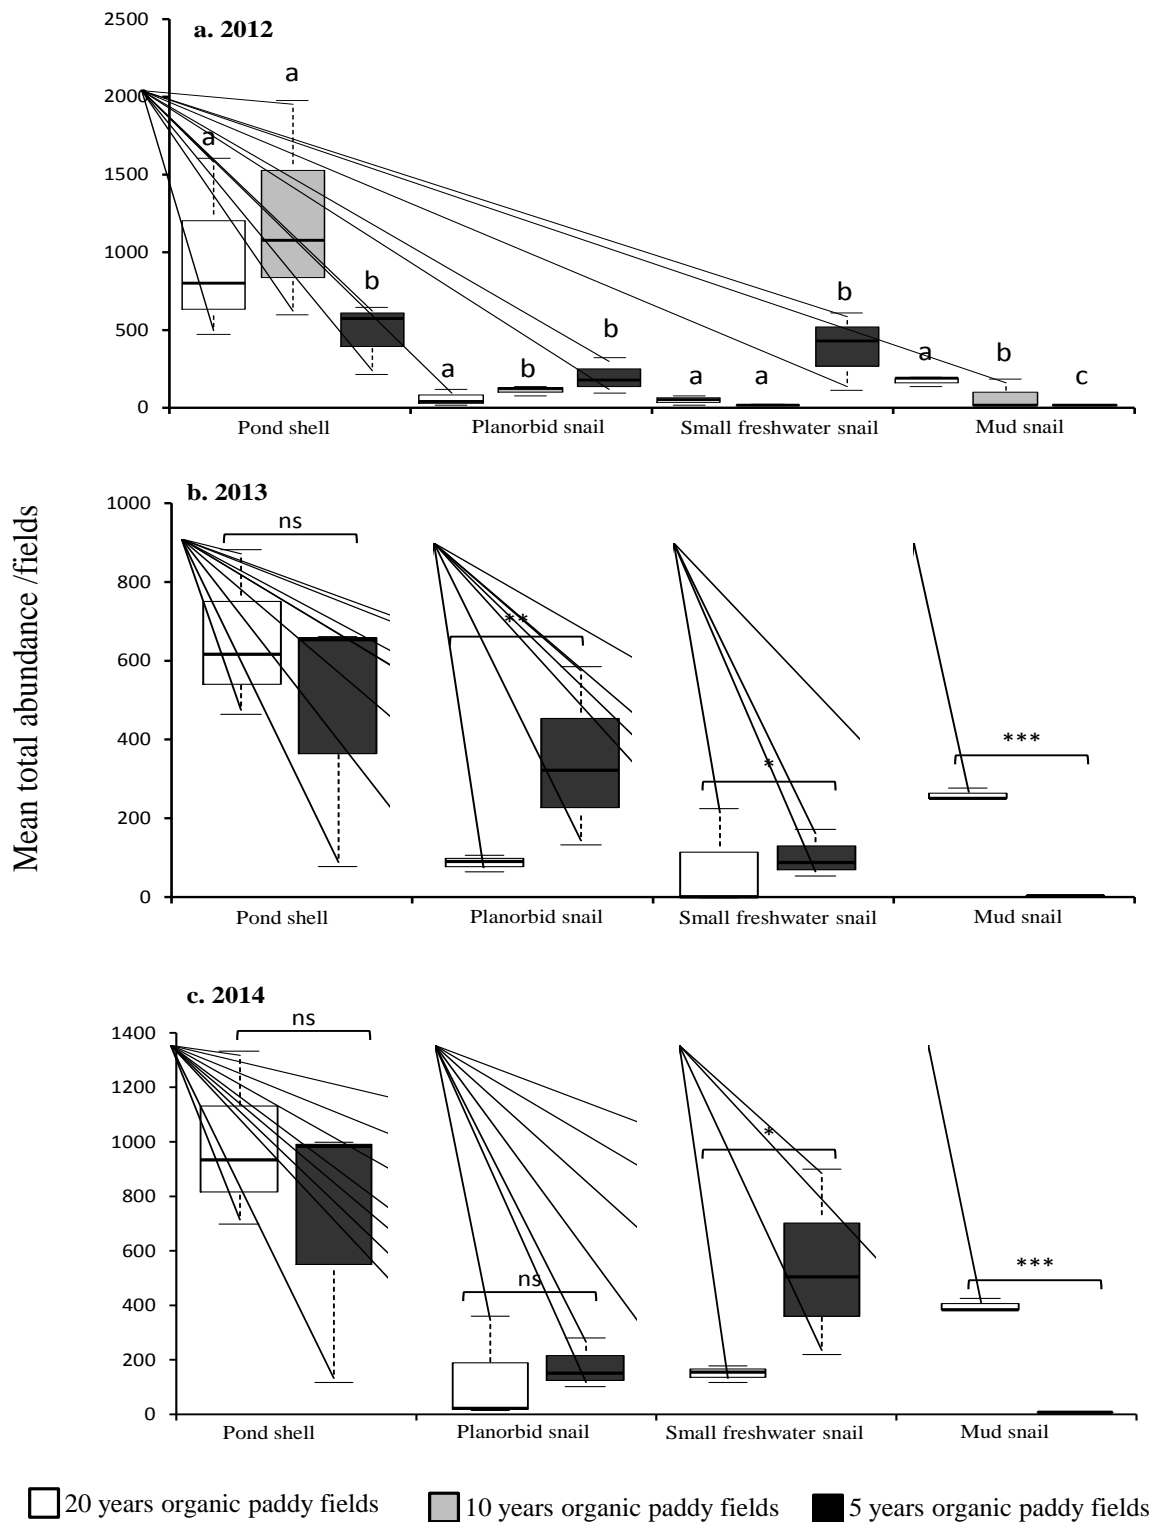 a. 2012
2500
2000
1500
1000
500
0
a
a
b
a
b
b
a
a
b
a
b
c
Pond shell
Planorbid snail
Small freshwater snail
Mud snail
Mean total abundance /fields
b. 2013
1000
800
600
400
200
0
ns
**
*
***
Pond shell
Planorbid snail
Small freshwater snail
Mud snail
c. 2014
1400
1200
1000
800
600
400
200
0
ns
ns
*
***
Pond shell
Planorbid snail
Small freshwater snail
Mud snail
20 years organic paddy fields
10 years organic paddy fields
5 years organic paddy fields